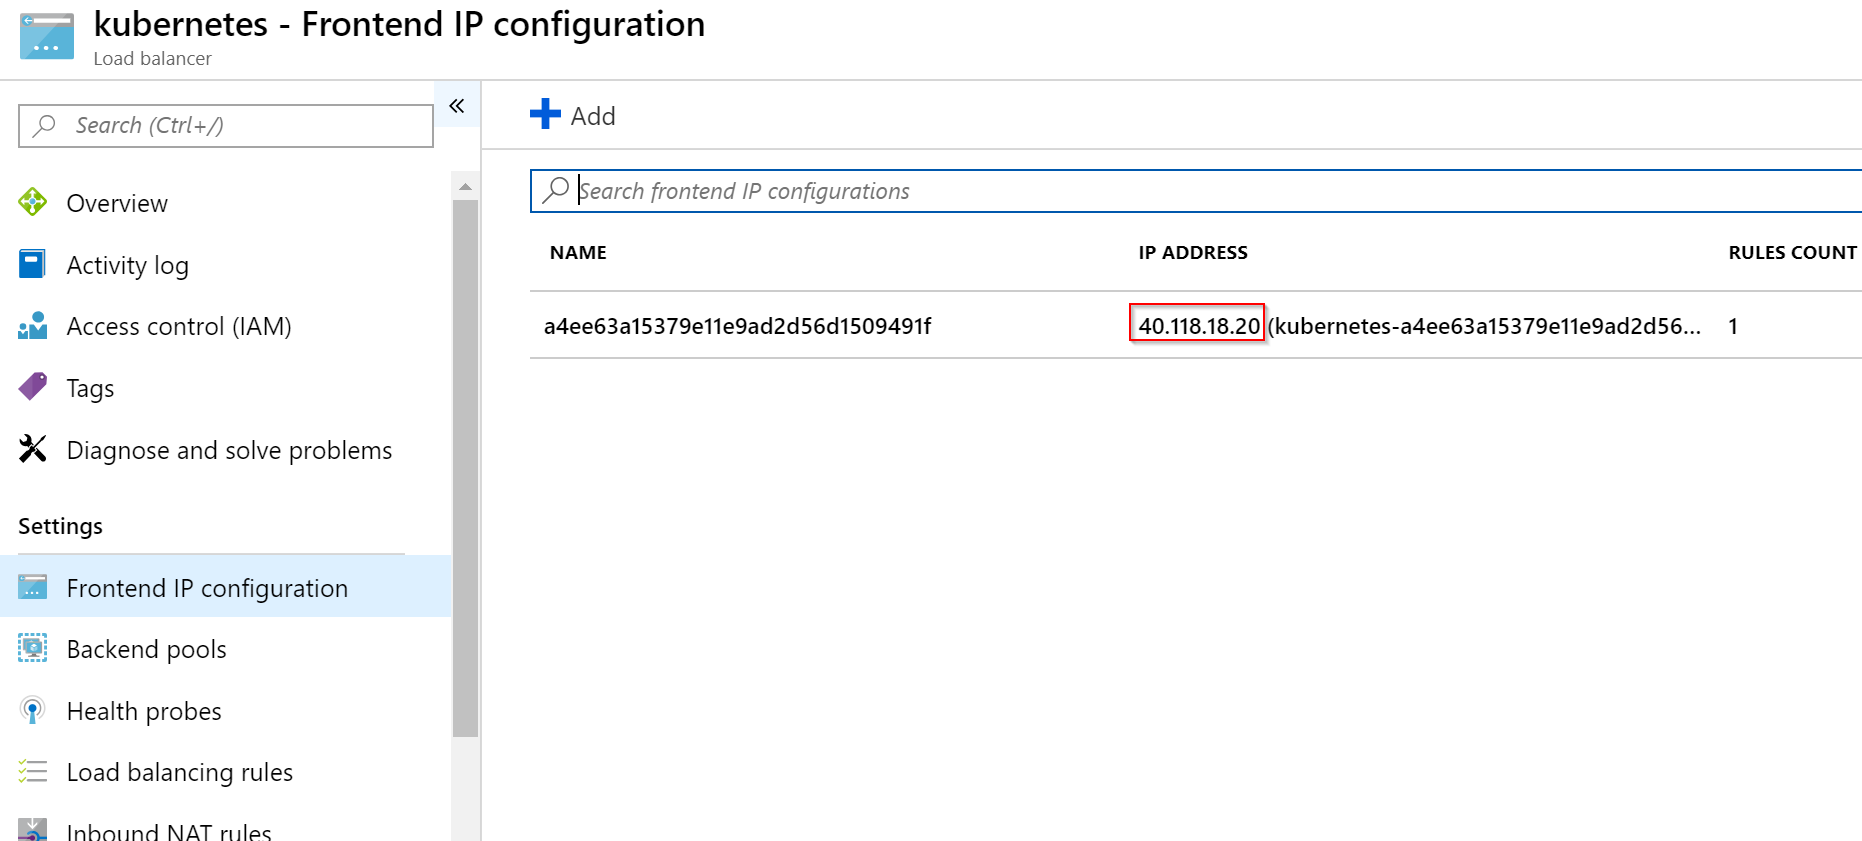 kubernetes - Frontend IP configuration
Load balancer
Search (Ctrl+/)
Overview
Activity log
Access control (IAM)
Tags
Diagnose and solve problems
Settings
Frontend IP configuration
Backend pools
Health probes
Load balancing rules
Inbound NAT rules
Add
Search frontend IP configurations
NAME IP ADDRESS RULES COUNT
a4ee63a15379e11e9ad2d56d1509491f 40.118.18.20 (kubernetes-a4ee63a15379e11e9ad2d56... 1